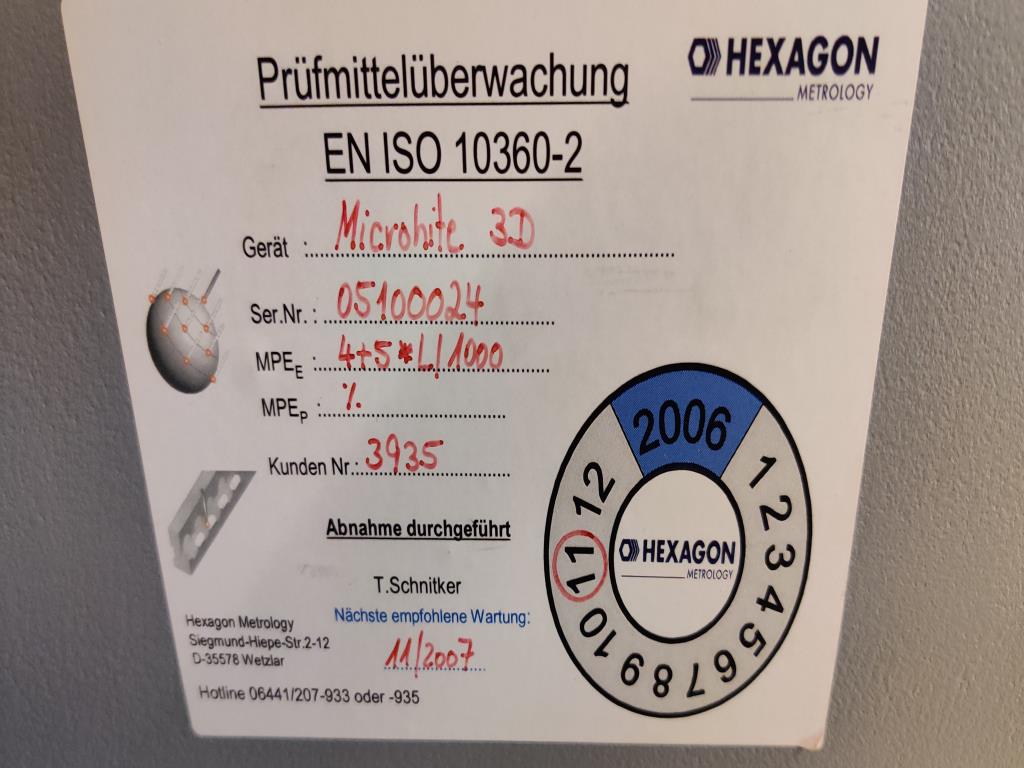 HEXAGON
METROLOGY
Prüfmittelüberwachung
EN ISO 10360-2
Gerät : Microhite 3D
Ser.Nr. : 05100024
MPEE : 4+5*L/1000
MPEP : %
Kunden Nr.: 3935
Abnahme durchgeführt
T.Schnitker
Nächste empfohlene Wartung:
11/2007
Hexagon Metrology
Siegmund-Hiepe-Str.2-12
D-35578 Wetzlar
Hotline 06441/207-933 oder -935
2006
1 2 3 4 5 6 7 8 9 10 11 12
HEXAGON
METROLOGY